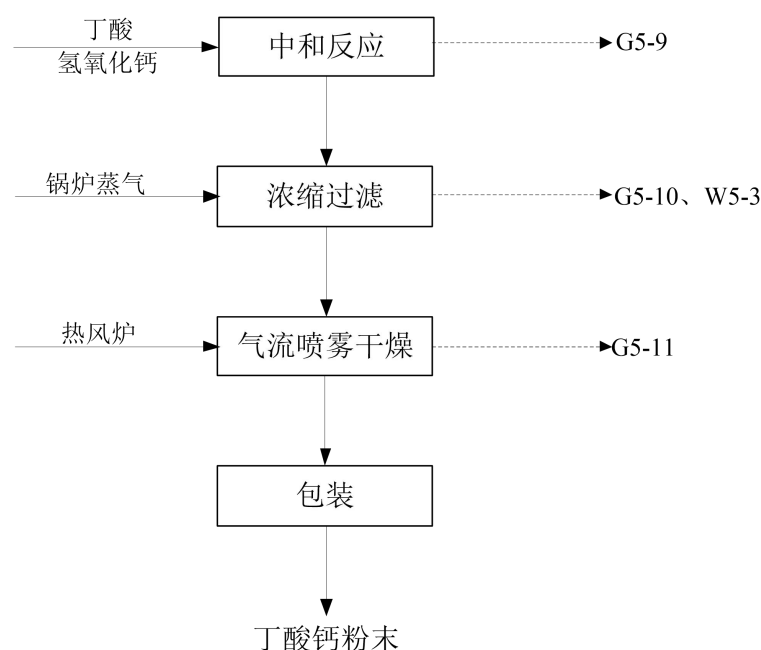 丁酸
氢氧化钙
中和反应
G5-9
锅炉蒸气
浓缩过滤
G5-10、W5-3
热风炉
气流喷雾干燥
G5-11
包装
丁酸钙粉末